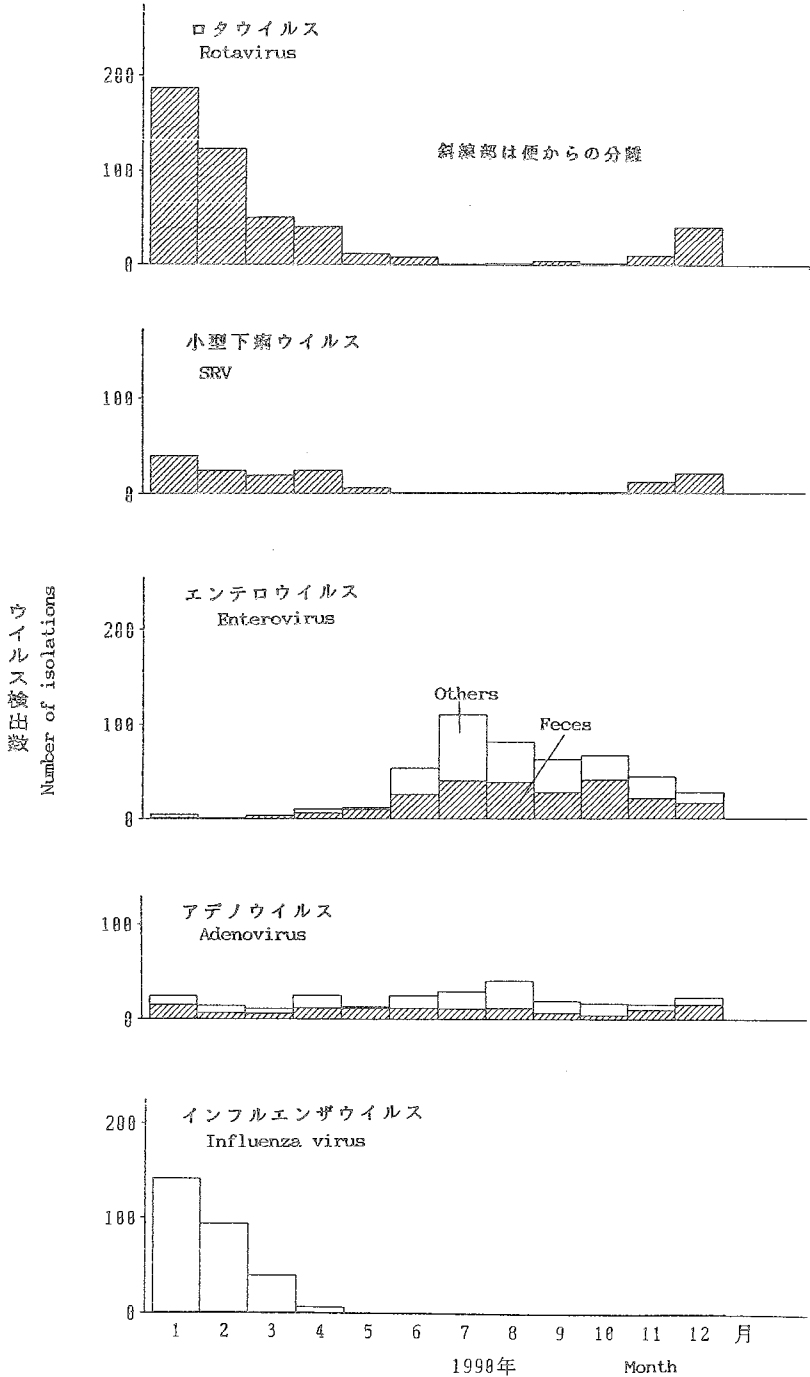 ロタウイルス
Rotavirus
200
100
0
斜線部は便からの分離
小型下痢ウイルス
SRV
100
0
ウイルス検出数
Number of isolations
エンテロウイルス
Enterovirus
200
100
0
Others
Feces
アデノウイルス
Adenovirus
100
0
インフルエンザウイルス
Influenza virus
200
100
0
1 2 3 4 5 6 7 8 9 10 11 12 月
1990年 Month